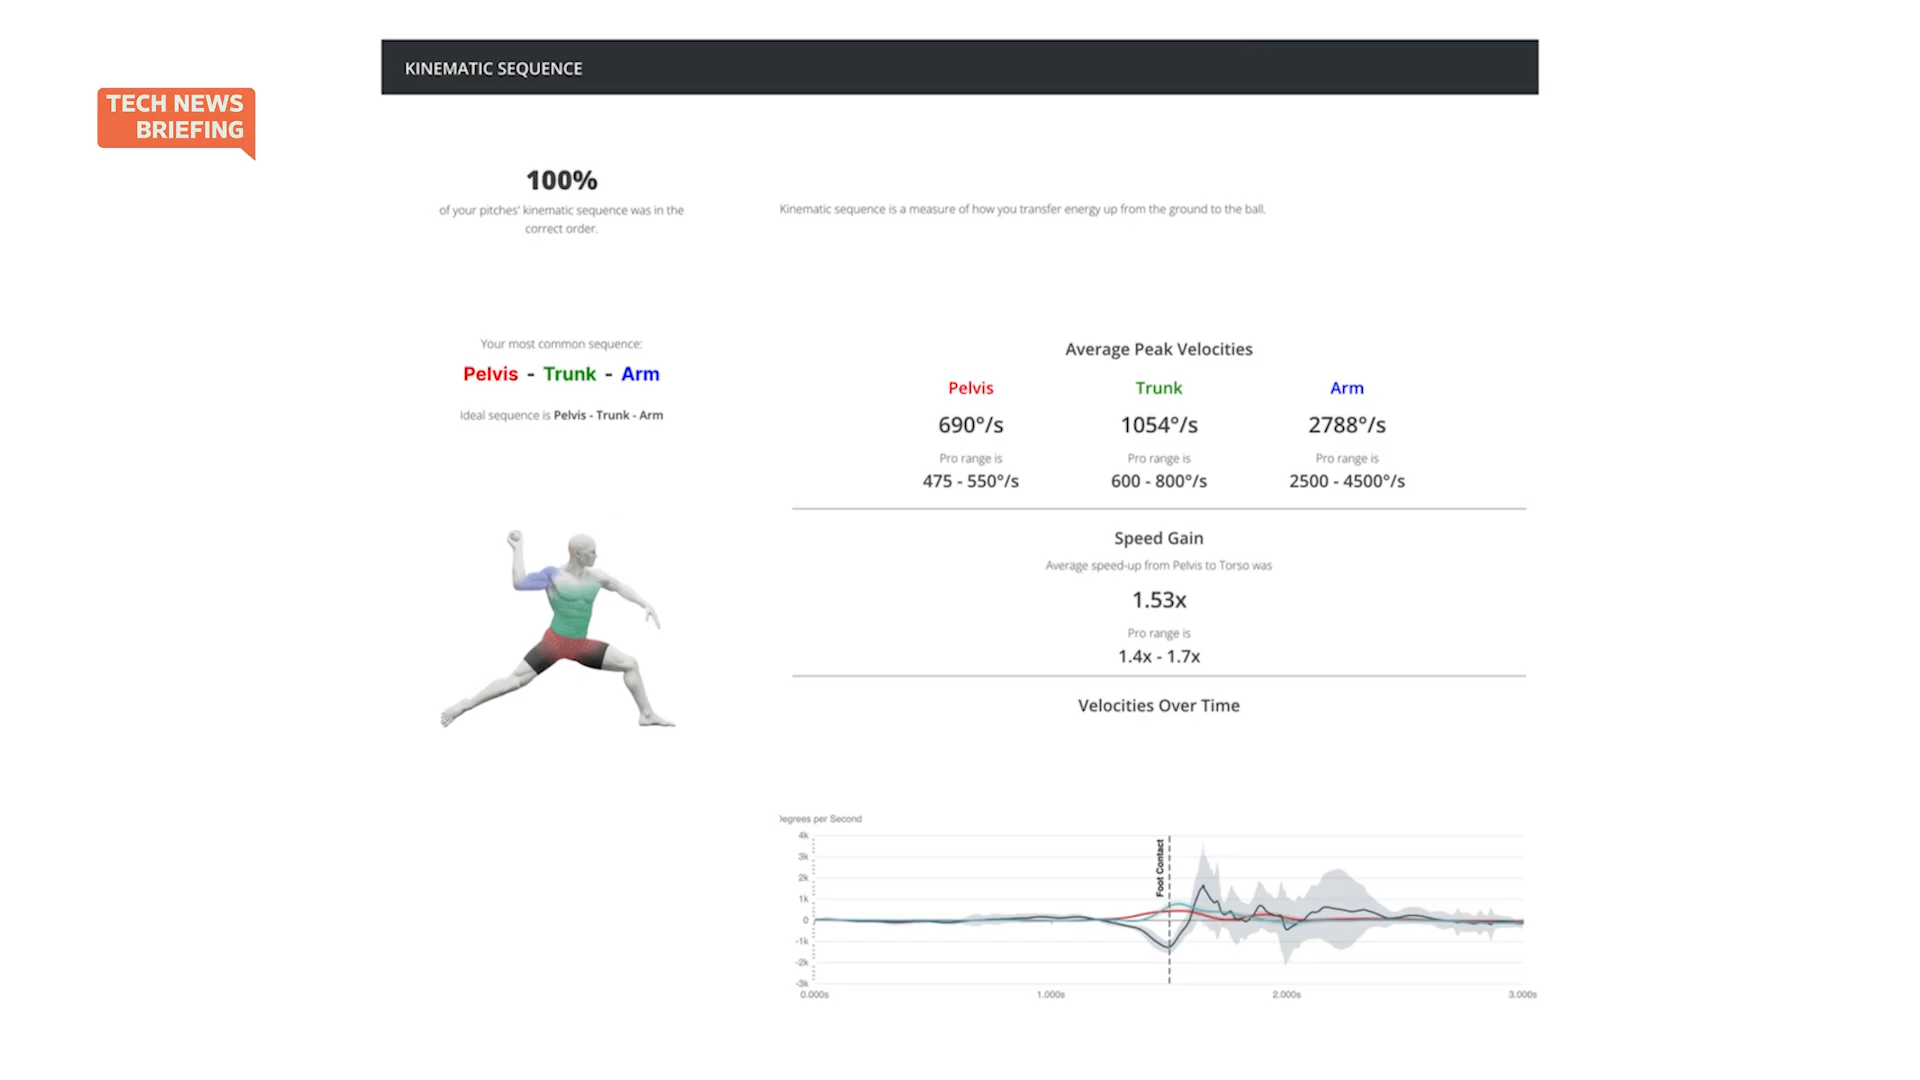 KINEMATIC SEQUENCE
TECH NEWS
BRIEFING
100%
of your pitches' kinematic sequence was in the
correct order.
Kinematic sequence is a measure of how you transfer energy up from the ground to the ball.
Your most common sequence:
Pelvis - Trunk - Arm
Ideal sequence is Pelvis - Trunk - Arm
Average Peak Velocities
Pelvis Trunk Arm
690°/s 1054°/s 2788°/s
Pro range is Pro range is Pro range is
475 - 550°/s 600 - 800°/s 2500 - 4500°/s
Speed Gain
Average speed-up from Pelvis to Torso was
1.53x
Pro range is
1.4x - 1.7x
Velocities Over Time
Degrees per Second
4k
3k
2k
1k
0
-1k
-2k
-3k
Foot Contact
0.000s 1.000s 2.000s 3.000s